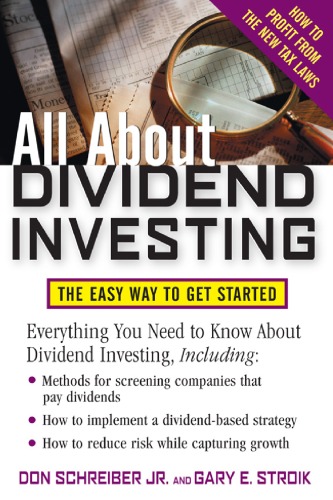 HOW TO
PROFIT FROM
THE NEW TAX LAWS
All About
DIVIDEND
INVESTING
THE EASY WAY TO GET STARTED
Everything You Need to Know About
Dividend Investing, Including:
• Methods for screening companies that
pay dividends
• How to implement a dividend-based strategy
• How to reduce risk while capturing growth
DON SCHREIBER JR. AND GARY E. STROIK